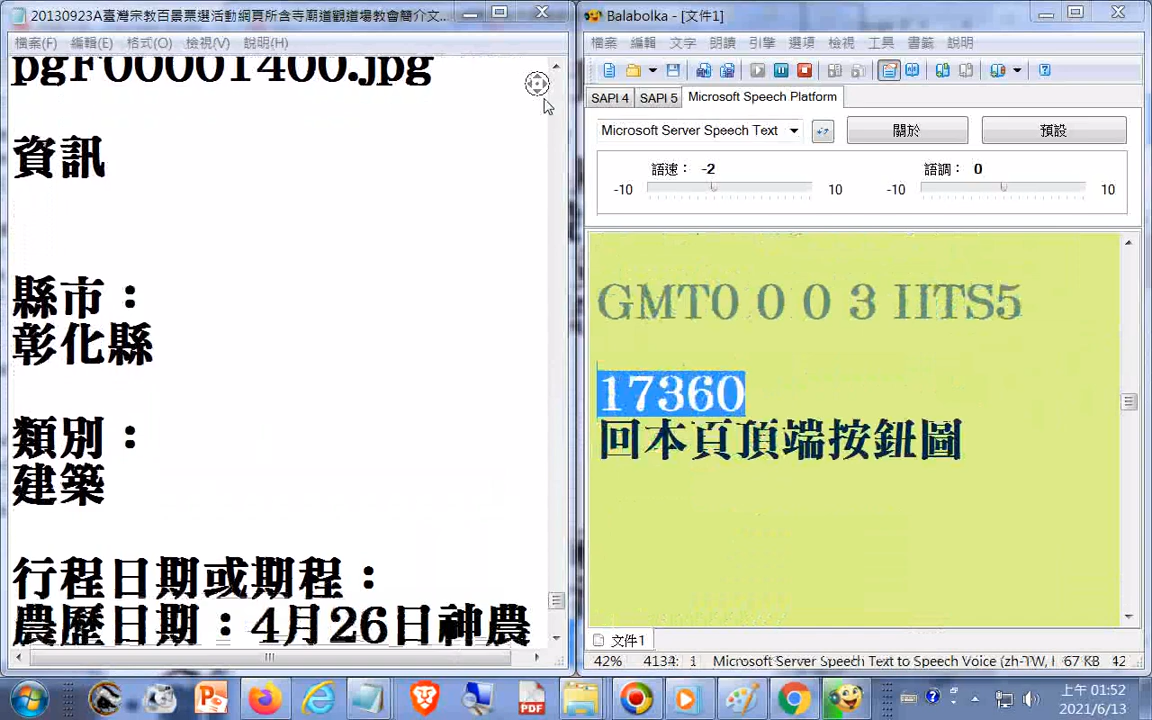 20130923A臺灣宗教百景票選活動網頁所含寺廟道觀道場教會簡介文...
檔案(F) 編輯(E) 格式(O) 檢視(V) 說明(H)
pgF00001400.jpg
資訊
縣市：
彰化縣
類別：
建築
行程日期或期程：
農歷日期：4月26日神農
Balabolka - [文件1]
檔案 編輯 文字 朗讀 引擎 選項 檢視 工具 書籤 說明
SAPI 4 SAPI 5 Microsoft Speech Platform
Microsoft Server Speech Text 關於 預設
語速： -2 語調： 0
-10 10 -10 10
GMT0 0 0 3 IITS5
17360
回本頁頂端按鈕圖
文件1
42% 4134: 1 Microsoft Server Speech Text to Speech Voice (zh-TW, H 67 KB 42
PDF
上午 01:52
2021/6/13